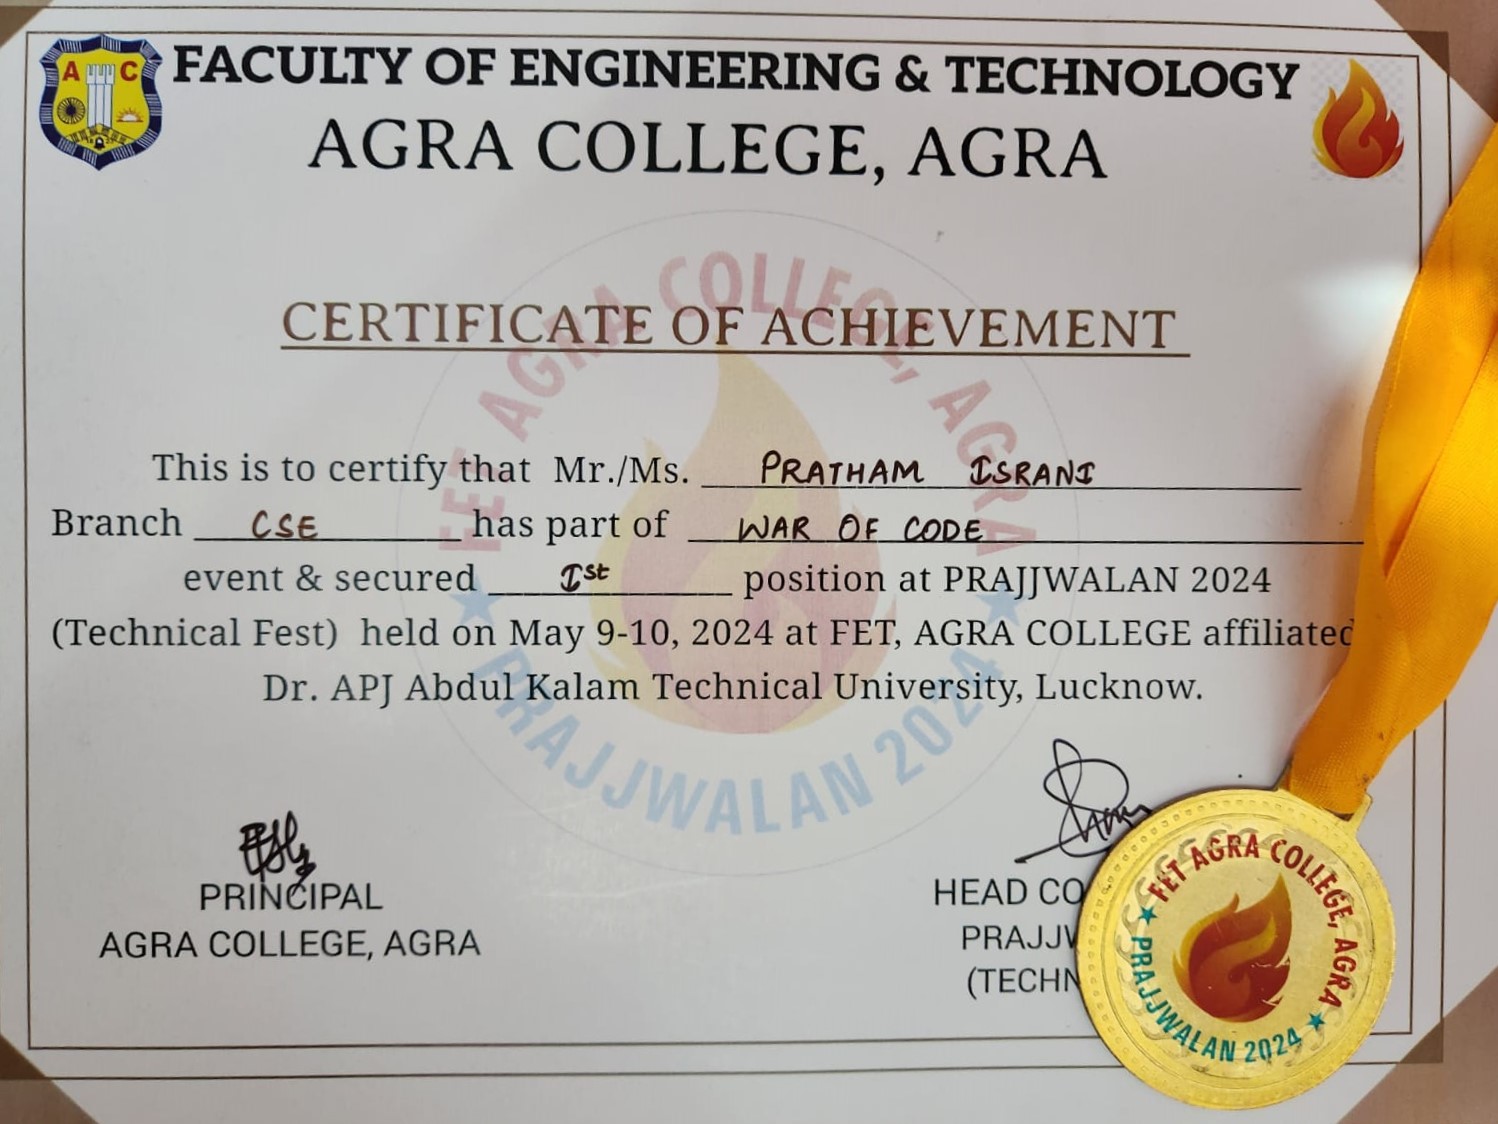 A C
FACULTY OF ENGINEERING & TECHNOLOGY
AGRA COLLEGE, AGRA
CERTIFICATE OF ACHIEVEMENT
This is to certify that Mr./Ms. PRATHAM ISRANI
Branch CSE has part of WAR OF CODE
event & secured Ist position at PRAJJWALAN 2024
(Technical Fest) held on May 9-10, 2024 at FET, AGRA COLLEGE affiliated
Dr. APJ Abdul Kalam Technical University, Lucknow.
FET AGRA COLLEGE, AGRA
PRAJJWALAN 2024
PRINCIPAL
AGRA COLLEGE, AGRA
HEAD CO
PRAJJW
(TECHN
FET AGRA COLLEGE, AGRA
PRAJJWALAN 2024